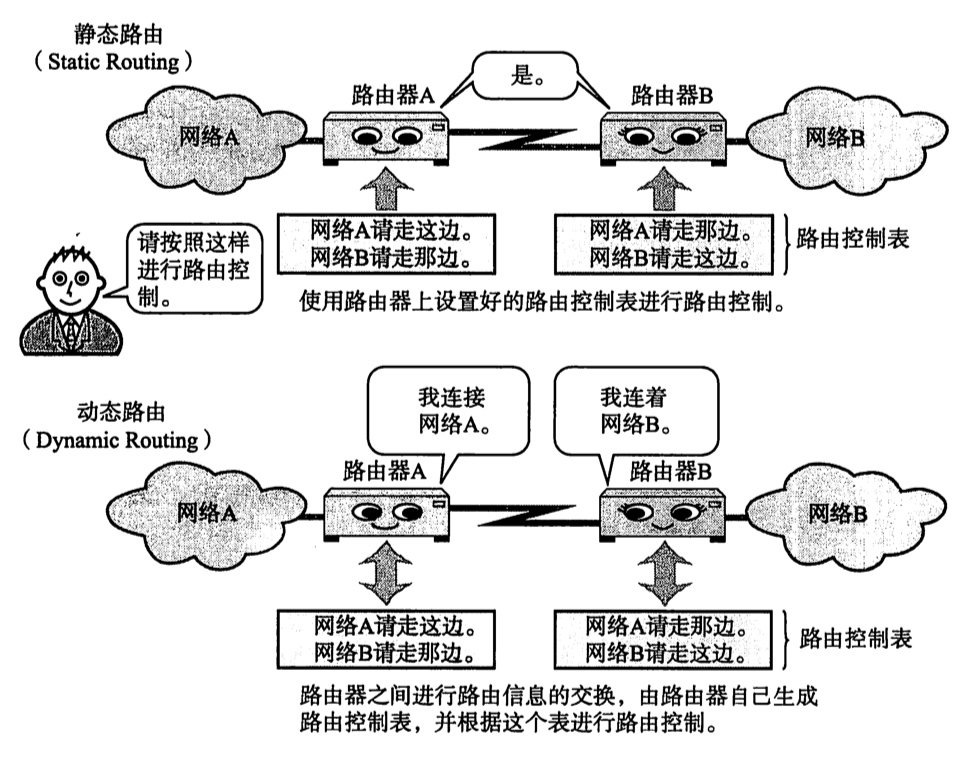 静态路由
（Static Routing）
是。
路由器A
路由器B
网络A
网络B
网络A请走这边。
网络B请走那边。
网络A请走那边。
网络B请走这边。
路由控制表
请按照这样
进行路由控
制。
使用路由器上设置好的路由控制表进行路由控制。
动态路由
（Dynamic Routing）
我连接
网络A。
我连着
网络B。
路由器A
路由器B
网络A
网络B
网络A请走这边。
网络B请走那边。
网络A请走那边。
网络B请走这边。
路由控制表
路由器之间进行路由信息的交换，由路由器自己生成
路由控制表，并根据这个表进行路由控制。